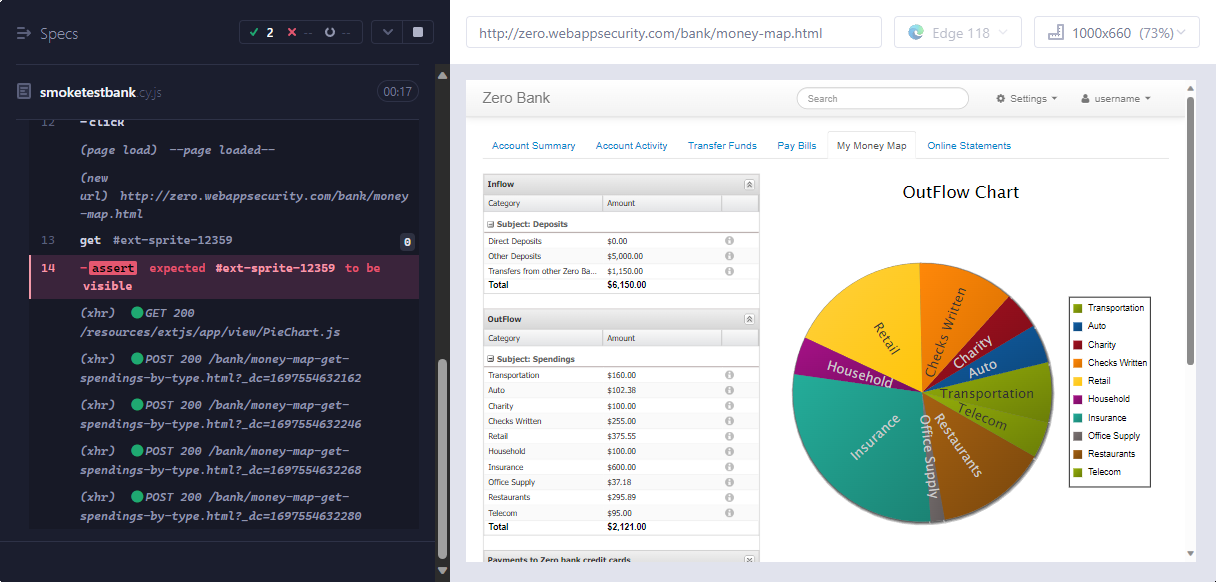 Specs
2
--
--
smoketestbank.cy.js
00:17
12 -click
(page load) --page loaded--
(new
url) http://zero.webappsecurity.com/bank/money
-map.html
13 get #ext-sprite-12359 0
14 -assert expected #ext-sprite-12359 to be
visible
(xhr) GET 200
/resources/extjs/app/view/PieChart.js
(xhr) POST 200 /bank/money-map-get-
spendings-by-type.html?_dc=1697554632162
(xhr) POST 200 /bank/money-map-get-
spendings-by-type.html?_dc=1697554632246
(xhr) POST 200 /bank/money-map-get-
spendings-by-type.html?_dc=1697554632268
(xhr) POST 200 /bank/money-map-get-
spendings-by-type.html?_dc=1697554632280
http://zero.webappsecurity.com/bank/money-map.html
Edge 118
1000x660 (73%)
Zero Bank
Search
Settings
username
Account Summary Account Activity Transfer Funds Pay Bills My Money Map Online Statements
Inflow
Category Amount
Subject: Deposits
Direct Deposits $0.00
Other Deposits $5,000.00
Transfers from other Zero Ba... $1,150.00
Total $6,150.00
OutFlow
Category Amount
Subject: Spendings
Transportation $160.00
Auto $102.38
Charity $100.00
Checks Written $255.00
Retail $375.55
Household $100.00
Insurance $600.00
Office Supply $37.18
Restaurants $295.89
Telecom $95.00
Total $2,121.00
Payments to Zero bank credit cards
OutFlow Chart
Retail
Checks Written
Charity
Auto
Household
Transportation
Telecom
Insurance
Office Supply
Restaurants
Transportation
Auto
Charity
Checks Written
Retail
Household
Insurance
Office Supply
Restaurants
Telecom